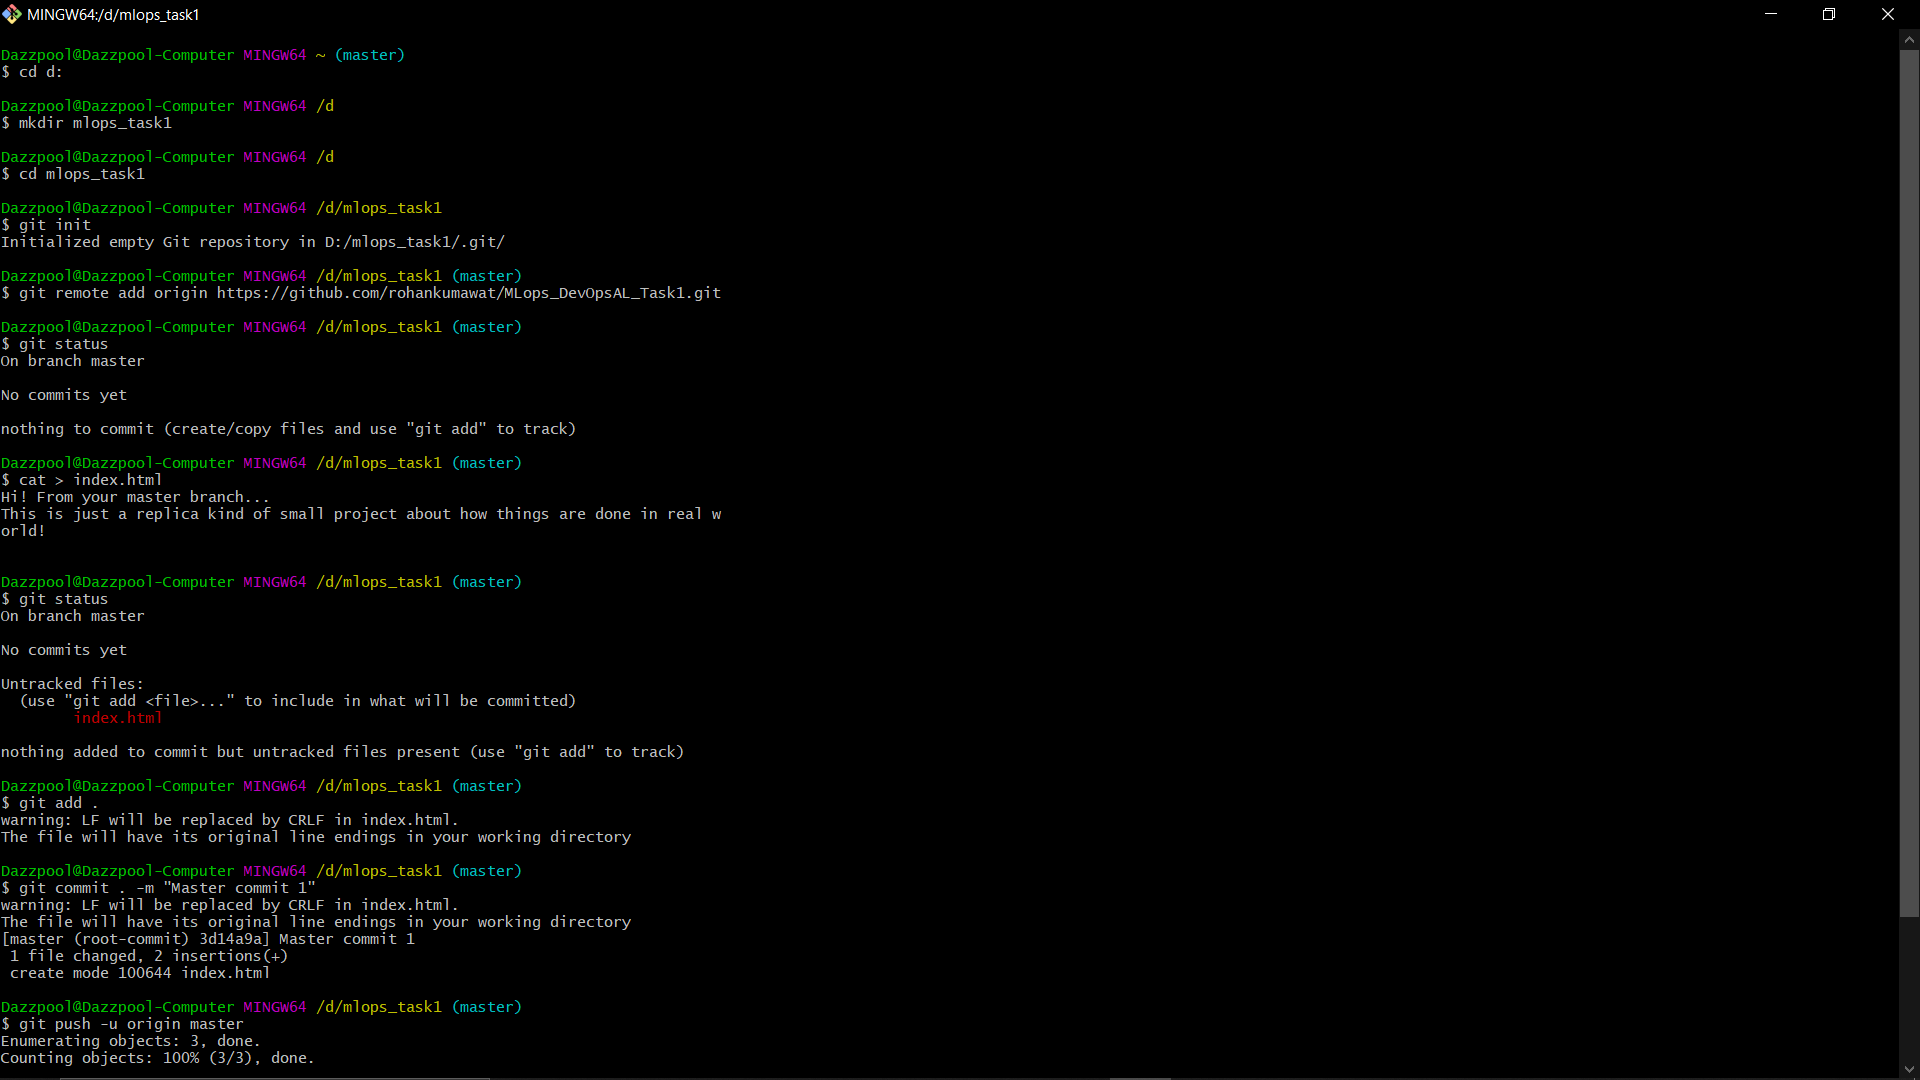 MINGW64:/d/mlops_task1
Dazzpool@Dazzpool-Computer MINGW64 ~ (master)
$ cd d:
Dazzpool@Dazzpool-Computer MINGW64 /d
$ mkdir mlops_task1
Dazzpool@Dazzpool-Computer MINGW64 /d
$ cd mlops_task1
Dazzpool@Dazzpool-Computer MINGW64 /d/mlops_task1
$ git init
Initialized empty Git repository in D:/mlops_task1/.git/
Dazzpool@Dazzpool-Computer MINGW64 /d/mlops_task1 (master)
$ git remote add origin https://github.com/rohankumawat/MLops_DevOpsAL_Task1.git
Dazzpool@Dazzpool-Computer MINGW64 /d/mlops_task1 (master)
$ git status
On branch master
No commits yet
nothing to commit (create/copy files and use "git add" to track)
Dazzpool@Dazzpool-Computer MINGW64 /d/mlops_task1 (master)
$ cat > index.html
Hi! From your master branch...
This is just a replica kind of small project about how things are done in real w
orld!
Dazzpool@Dazzpool-Computer MINGW64 /d/mlops_task1 (master)
$ git status
On branch master
No commits yet
Untracked files:
  (use "git add <file>..." to include in what will be committed)
        index.html
nothing added to commit but untracked files present (use "git add" to track)
Dazzpool@Dazzpool-Computer MINGW64 /d/mlops_task1 (master)
$ git add .
warning: LF will be replaced by CRLF in index.html.
The file will have its original line endings in your working directory
Dazzpool@Dazzpool-Computer MINGW64 /d/mlops_task1 (master)
$ git commit . -m "Master commit 1"
warning: LF will be replaced by CRLF in index.html.
The file will have its original line endings in your working directory
[master (root-commit) 3d14a9a] Master commit 1
 1 file changed, 2 insertions(+)
 create mode 100644 index.html
Dazzpool@Dazzpool-Computer MINGW64 /d/mlops_task1 (master)
$ git push -u origin master
Enumerating objects: 3, done.
Counting objects: 100% (3/3), done.